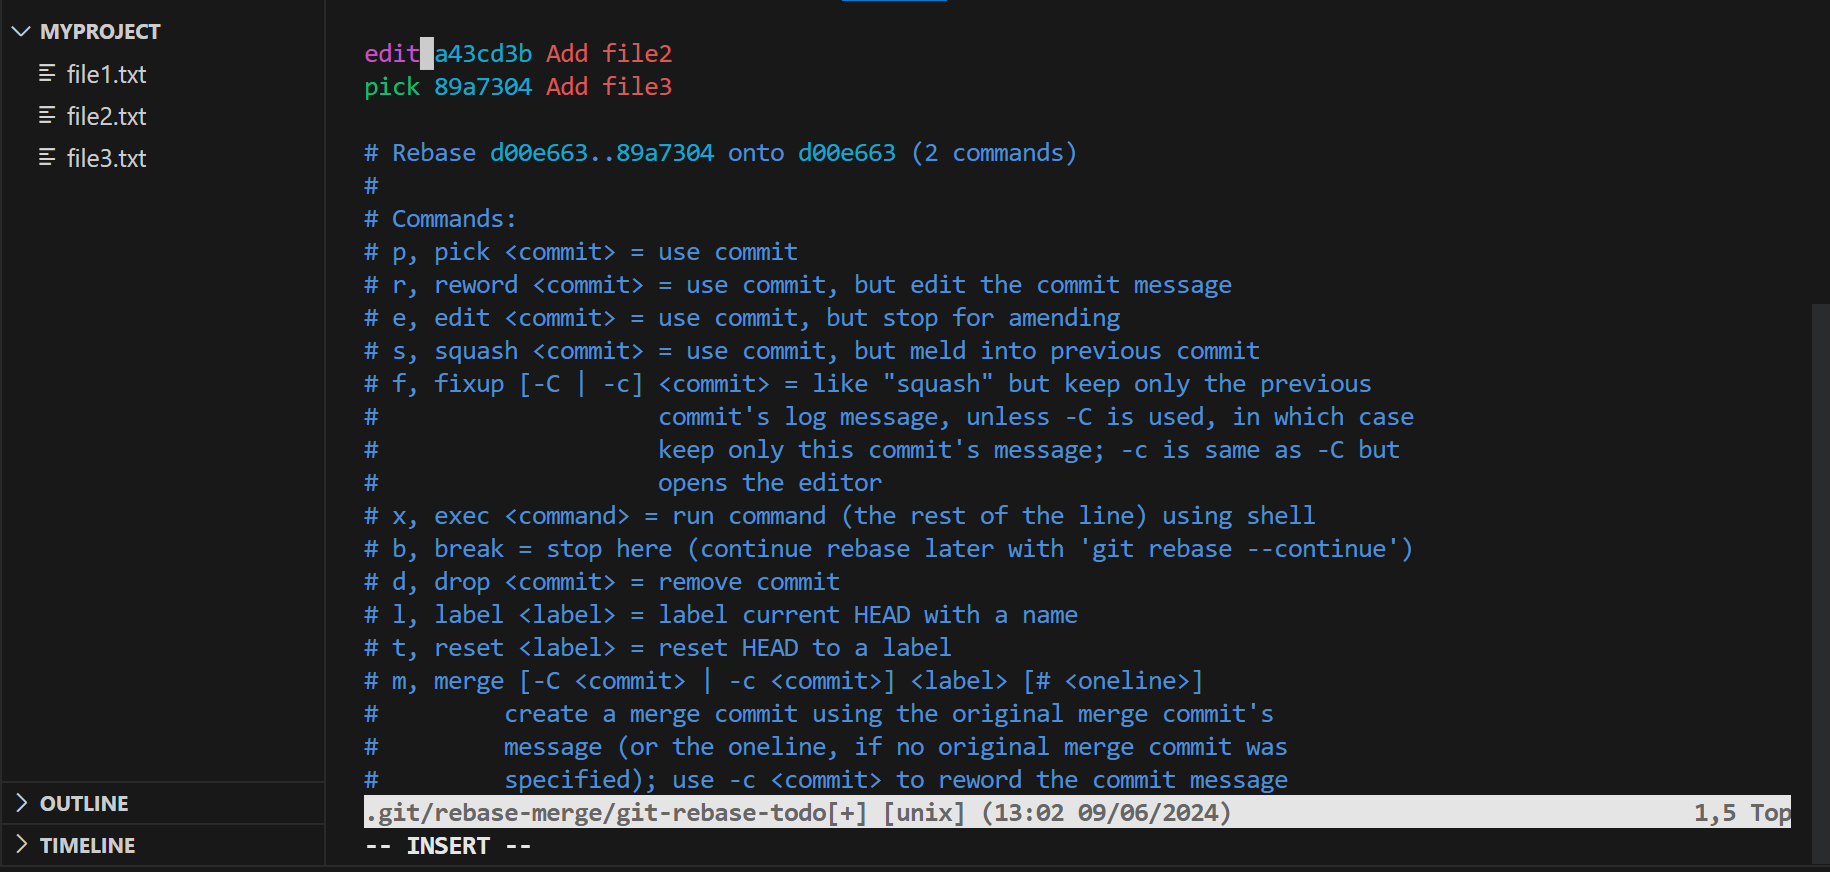 MYPROJECT
file1.txt
file2.txt
file3.txt
OUTLINE
TIMELINE
edit a43cd3b Add file2
pick 89a7304 Add file3
# Rebase d00e663..89a7304 onto d00e663 (2 commands)
#
# Commands:
# p, pick <commit> = use commit
# r, reword <commit> = use commit, but edit the commit message
# e, edit <commit> = use commit, but stop for amending
# s, squash <commit> = use commit, but meld into previous commit
# f, fixup [-C | -c] <commit> = like "squash" but keep only the previous
#                    commit's log message, unless -C is used, in which case
#                    keep only this commit's message; -c is same as -C but
#                    opens the editor
# x, exec <command> = run command (the rest of the line) using shell
# b, break = stop here (continue rebase later with 'git rebase --continue')
# d, drop <commit> = remove commit
# l, label <label> = label current HEAD with a name
# t, reset <label> = reset HEAD to a label
# m, merge [-C <commit> | -c <commit>] <label> [# <oneline>]
#         create a merge commit using the original merge commit's
#         message (or the oneline, if no original merge commit was
#         specified); use -c <commit> to reword the commit message
.git/rebase-merge/git-rebase-todo[+] [unix] (13:02 09/06/2024) 1,5 Top
-- INSERT --